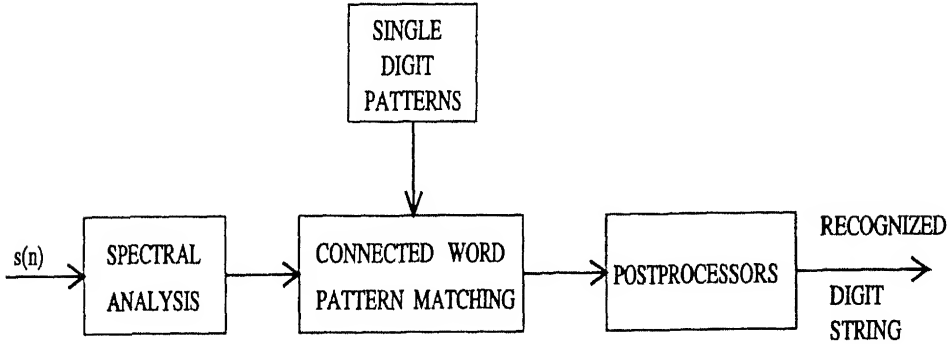 SINGLE
DIGIT
PATTERNS
s(n)
SPECTRAL
ANALYSIS
CONNECTED WORD
PATTERN MATCHING
POSTPROCESSORS
RECOGNIZED
DIGIT
STRING